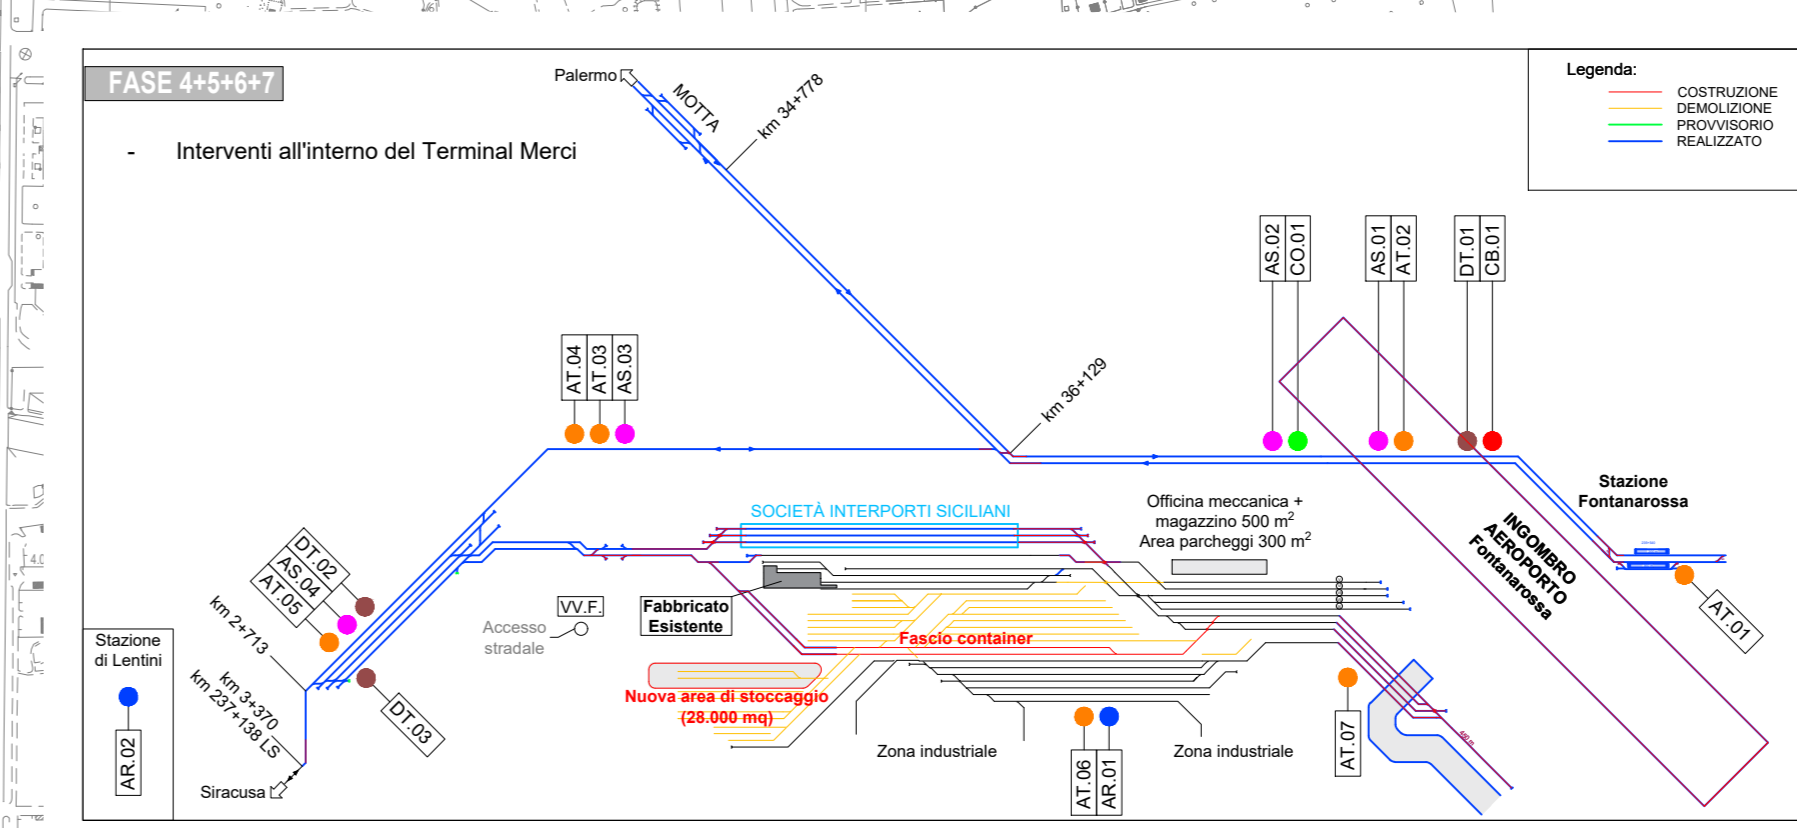 FASE 4+5+6+7
- Interventi all'interno del Terminal Merci
Palermo
MOTTA
km 34+778
Legenda:
COSTRUZIONE
DEMOLIZIONE
PROVVISORIO
REALIZZATO
AS.02
CO.01
AS.01
AT.02
DT.01
CB.01
AT.04
AT.03
AS.03
km 36+129
Stazione
Fontanarossa
SOCIETÀ INTERPORTI SICILIANI
Officina meccanica +
magazzino 500 m²
Area parcheggi 300 m²
INGOMBRO
AEROPORTO
Fontanarossa
AT.01
DT.02
AS.04
AT.05
km 2+713
VV.F.
Accesso
stradale
Fabbricato
Esistente
Fascio container
Stazione
di Lentini
AR.02
km 3+370
km 237+138 LS
DT.03
Nuova area di stoccaggio
(28.000 mq)
Zona industriale
AT.06
AR.01
Zona industriale
AT.07
Siracusa
4.0